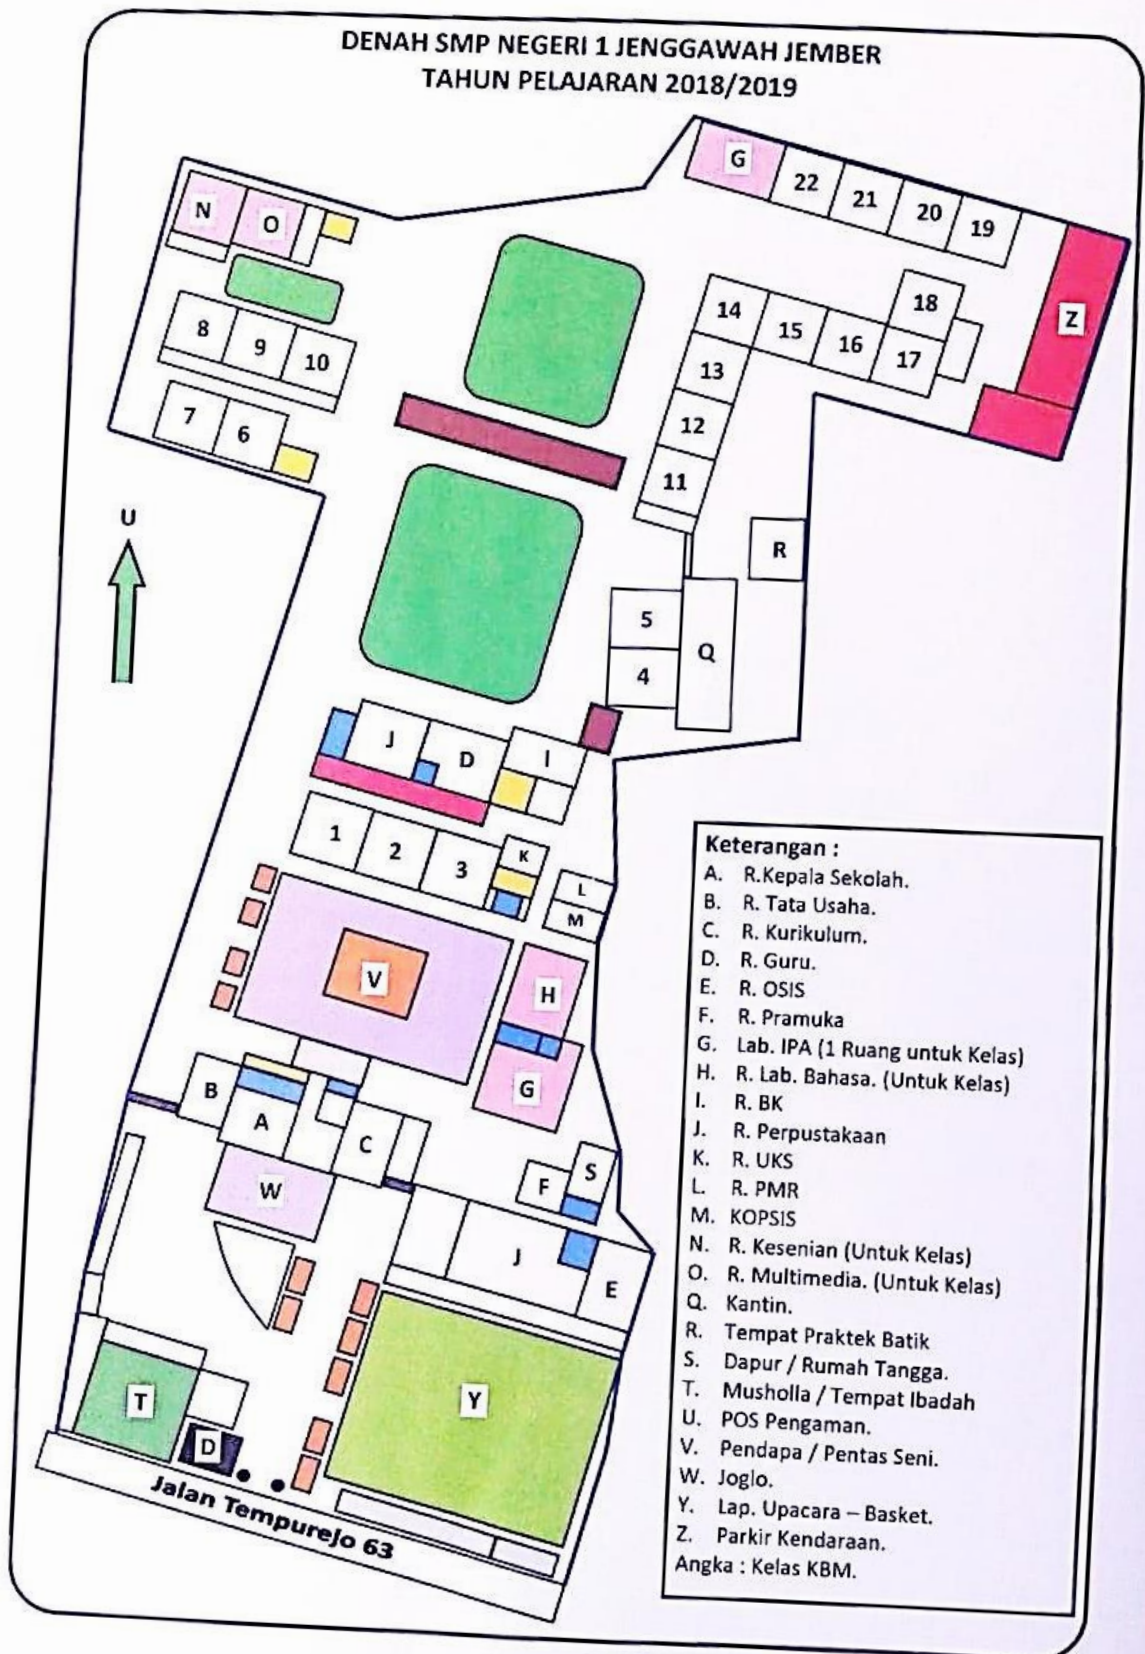 DENAH SMP NEGERI 1 JENGGAWAH JEMBER
TAHUN PELAJARAN 2018/2019
G
22
21
20
19
N
O
Z
18
14
15
16
17
8
9
10
13
7
6
12
11
U
R
5
Q
4
J
D
I
1
2
3
K
L
M
V
H
G
B
A
C
W
F
S
J
E
T
D
Y
Jalan Tempurejo 63
Keterangan :
A. R.Kepala Sekolah.
B. R. Tata Usaha.
C. R. Kurikulum.
D. R. Guru.
E. R. OSIS
F. R. Pramuka
G. Lab. IPA (1 Ruang untuk Kelas)
H. R. Lab. Bahasa. (Untuk Kelas)
I. R. BK
J. R. Perpustakaan
K. R. UKS
L. R. PMR
M. KOPSIS
N. R. Kesenian (Untuk Kelas)
O. R. Multimedia. (Untuk Kelas)
Q. Kantin.
R. Tempat Praktek Batik
S. Dapur / Rumah Tangga.
T. Musholla / Tempat Ibadah
U. POS Pengaman.
V. Pendapa / Pentas Seni.
W. Joglo.
Y. Lap. Upacara – Basket.
Z. Parkir Kendaraan.
Angka : Kelas KBM.